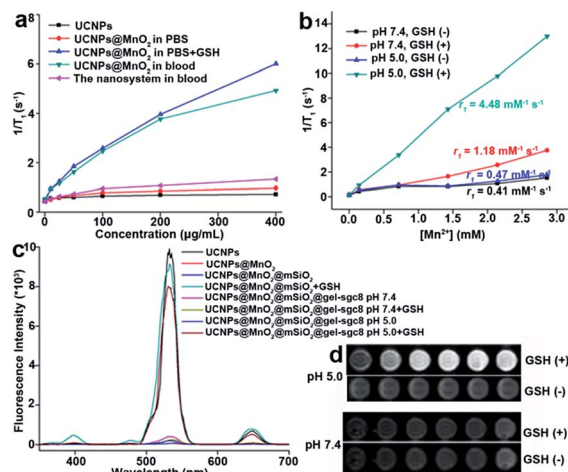 a
UCNPs
UCNPs@MnO₂ in PBS
UCNPs@MnO₂ in PBS+GSH
UCNPs@MnO₂ in blood
The nanosystem in blood
1/T₁ (s⁻¹)
8
6
4
2
0
0 100 200 300 400
Concentration (µg/mL)
b
pH 7.4, GSH (-)
pH 7.4, GSH (+)
pH 5.0, GSH (-)
pH 5.0, GSH (+)
1/T₁ (s⁻¹)
14
12
10
8
6
4
2
0
r₁ = 4.48 mM⁻¹ s⁻¹
r₁ = 1.18 mM⁻¹ s⁻¹
r₁ = 0.47 mM⁻¹ s⁻¹
r₁ = 0.41 mM⁻¹ s⁻¹
0.0 0.5 1.0 1.5 2.0 2.5 3.0
[Mn²⁺] (mM)
c
UCNPs
UCNPs@MnO₂
UCNPs@MnO₂@mSiO₂
UCNPs@MnO₂@mSiO₂+GSH
UCNPs@MnO₂@mSiO₂@gel-sgc8 pH 7.4
UCNPs@MnO₂@mSiO₂@gel-sgc8 pH 7.4+GSH
UCNPs@MnO₂@mSiO₂@gel-sgc8 pH 5.0
UCNPs@MnO₂@mSiO₂@gel-sgc8 pH 5.0+GSH
Fluorescence Intensity (*10³)
10
8
6
4
2
0
400 500 600 700
Wavelength (nm)
d
pH 5.0
GSH (+)
GSH (-)
pH 7.4
GSH (+)
GSH (-)